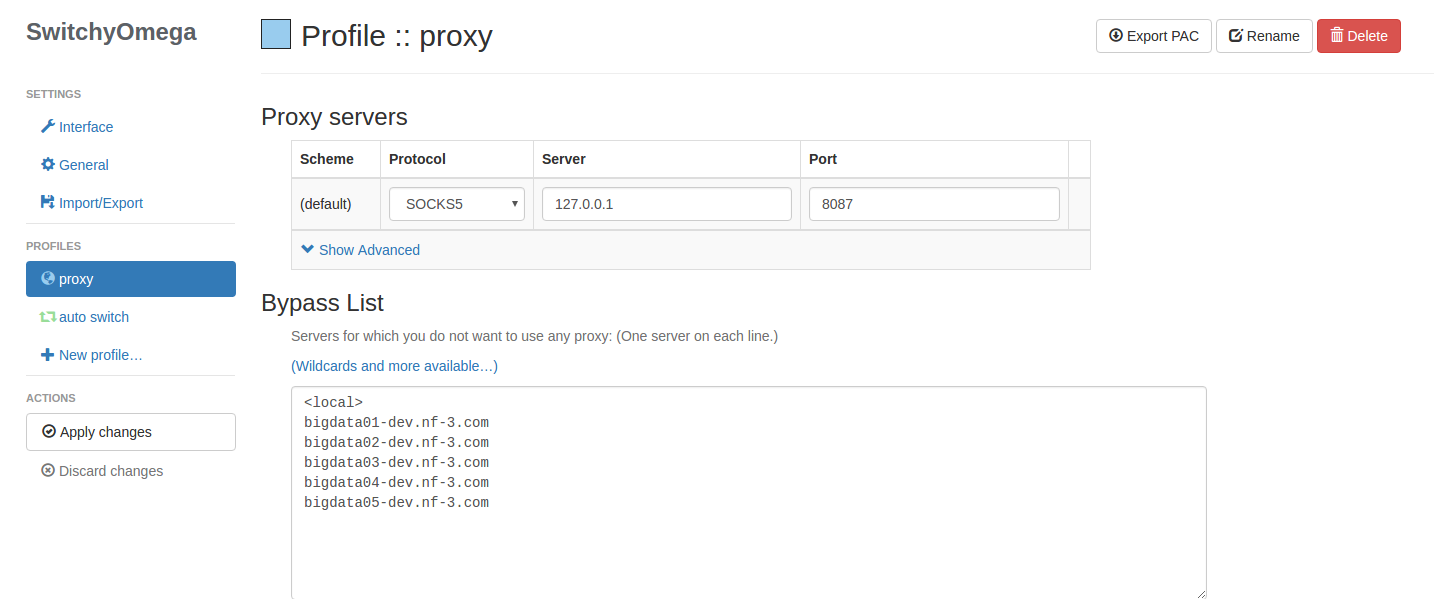 SwitchyOmega
SETTINGS
Interface
General
Import/Export
PROFILES
proxy
auto switch
New profile…
ACTIONS
Apply changes
Discard changes
Profile :: proxy
Export PAC
Rename
Delete
Proxy servers
Scheme Protocol Server Port
(default) SOCKS5 127.0.0.1 8087
Show Advanced
Bypass List
Servers for which you do not want to use any proxy: (One server on each line.)
(Wildcards and more available…)
<local>
bigdata01-dev.nf-3.com
bigdata02-dev.nf-3.com
bigdata03-dev.nf-3.com
bigdata04-dev.nf-3.com
bigdata05-dev.nf-3.com